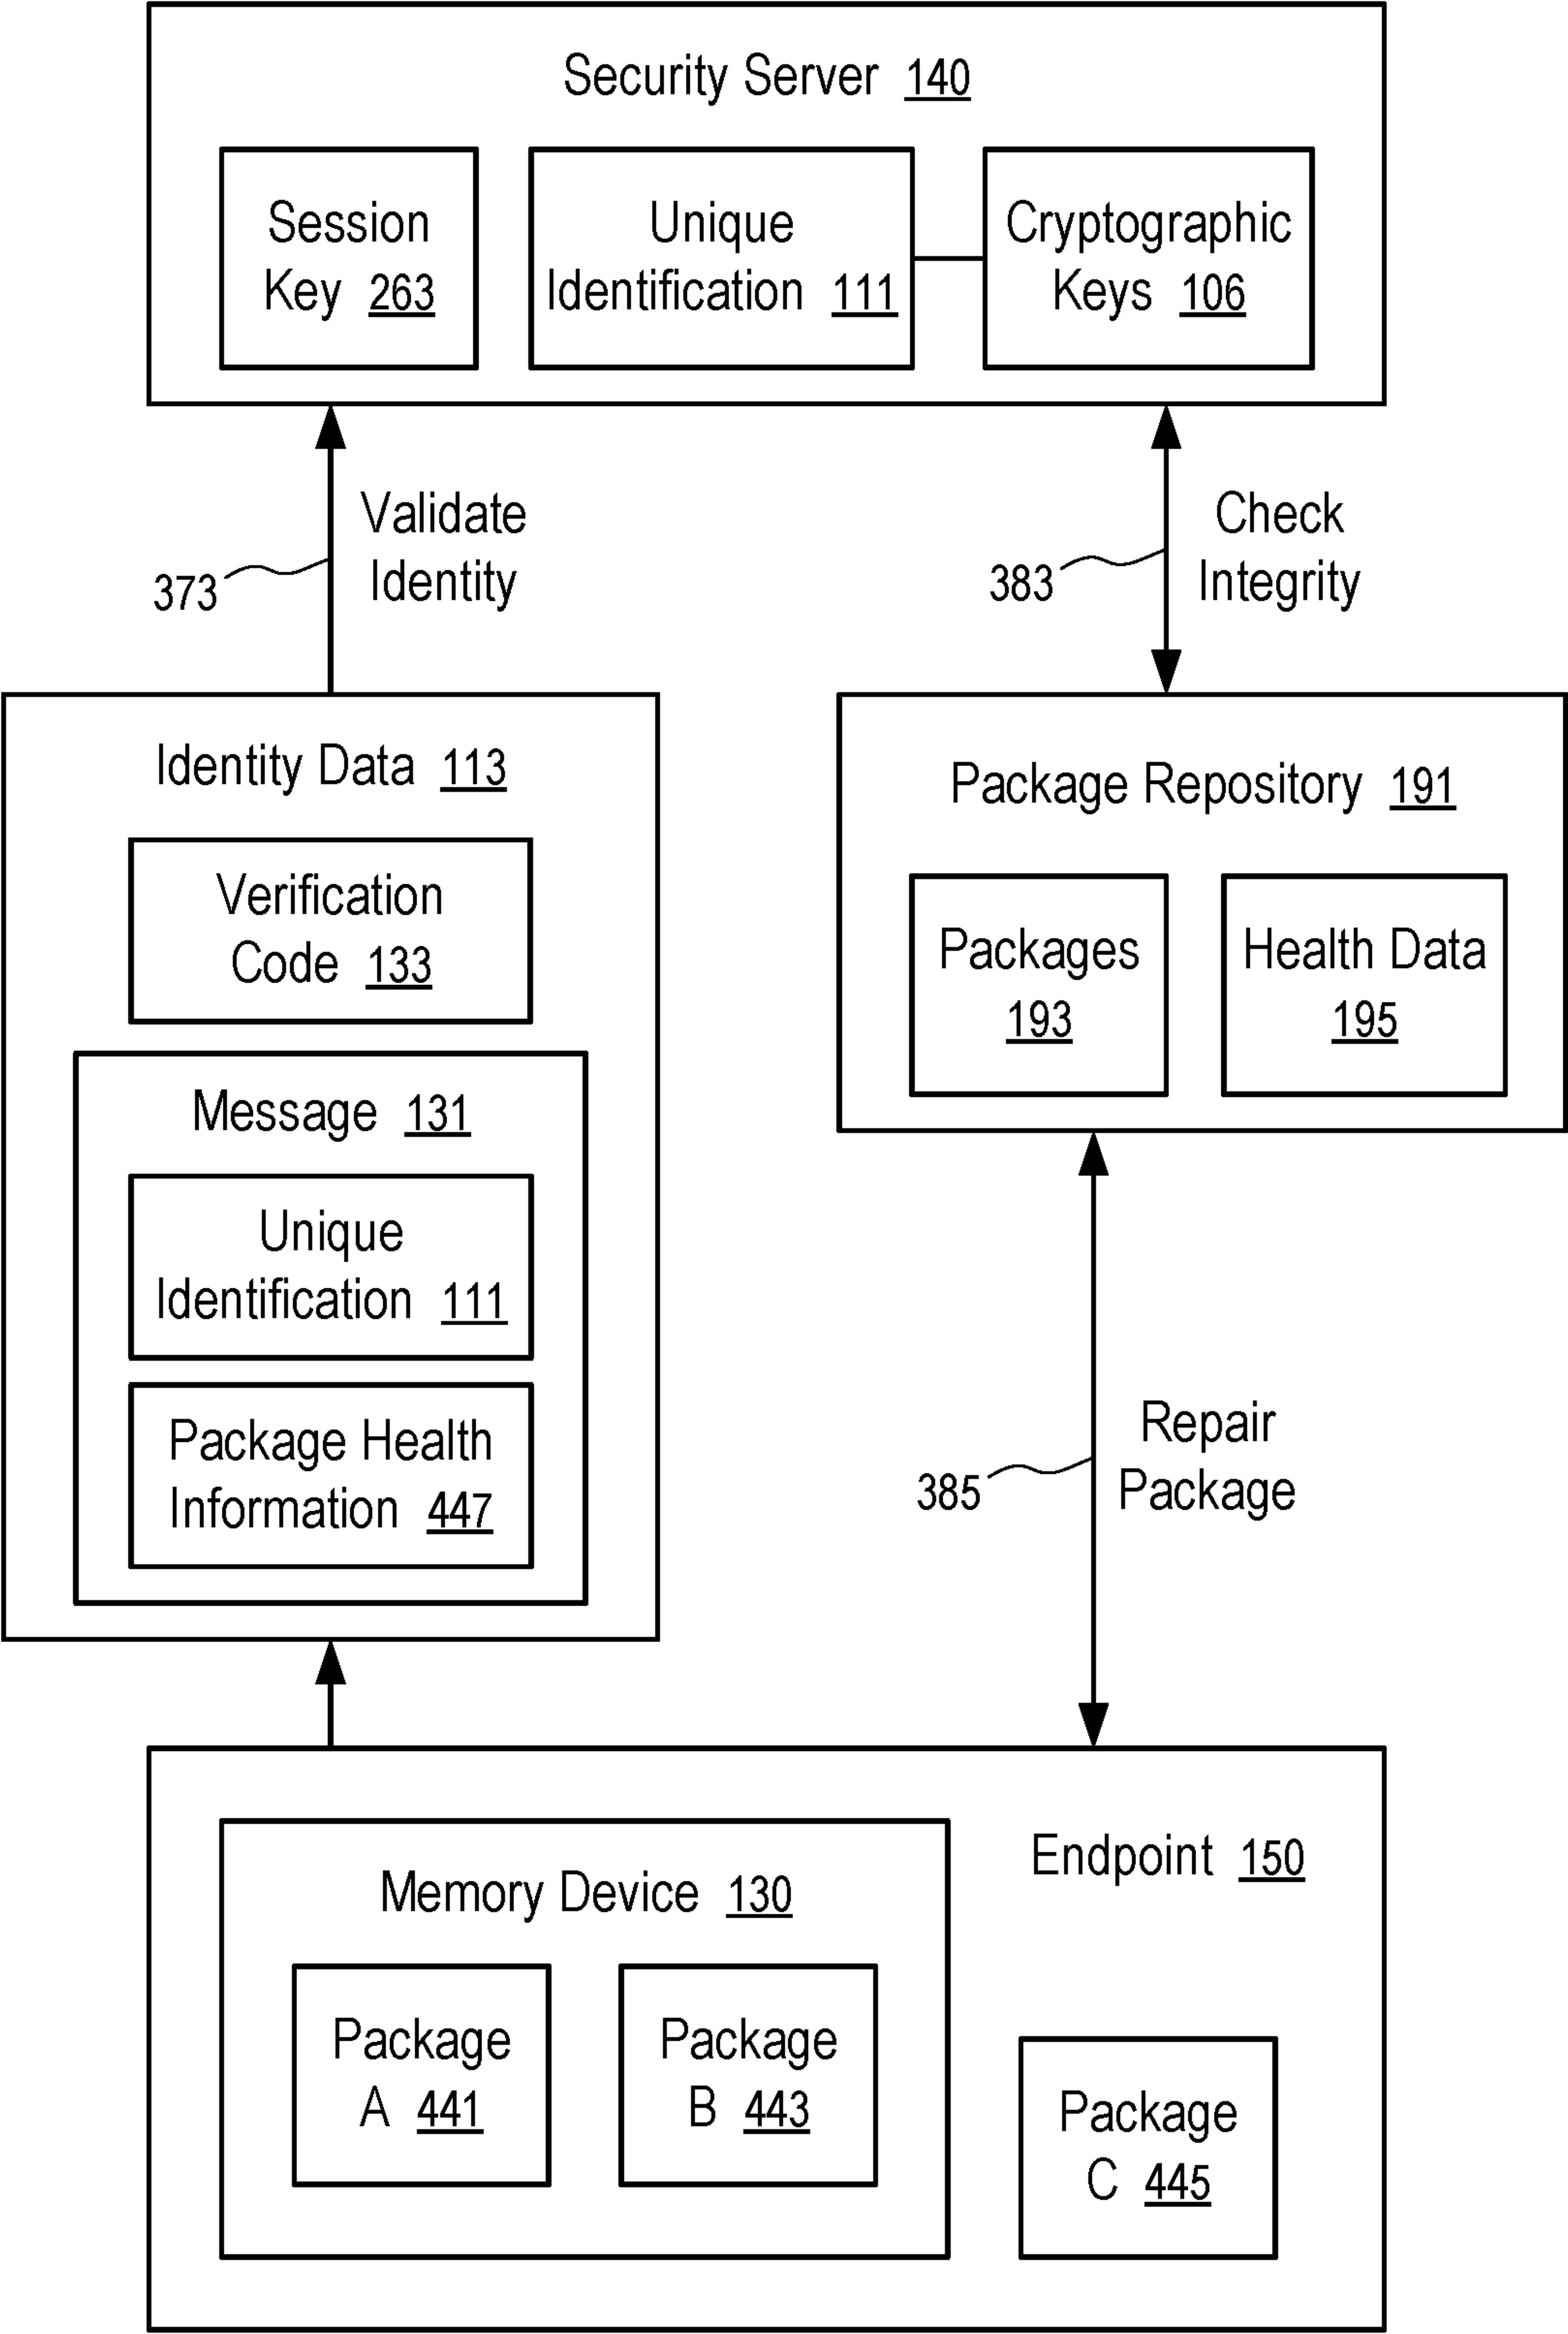 Security Server 140
Session
Key 263
Unique
Identification 111
Cryptographic
Keys 106
Validate
Identity
373
Check
Integrity
383
Identity Data 113
Verification
Code 133
Message 131
Unique
Identification 111
Package Health
Information 447
Package Repository 191
Packages
193
Health Data
195
Repair
Package
385
Endpoint 150
Memory Device 130
Package
A 441
Package
B 443
Package
C 445